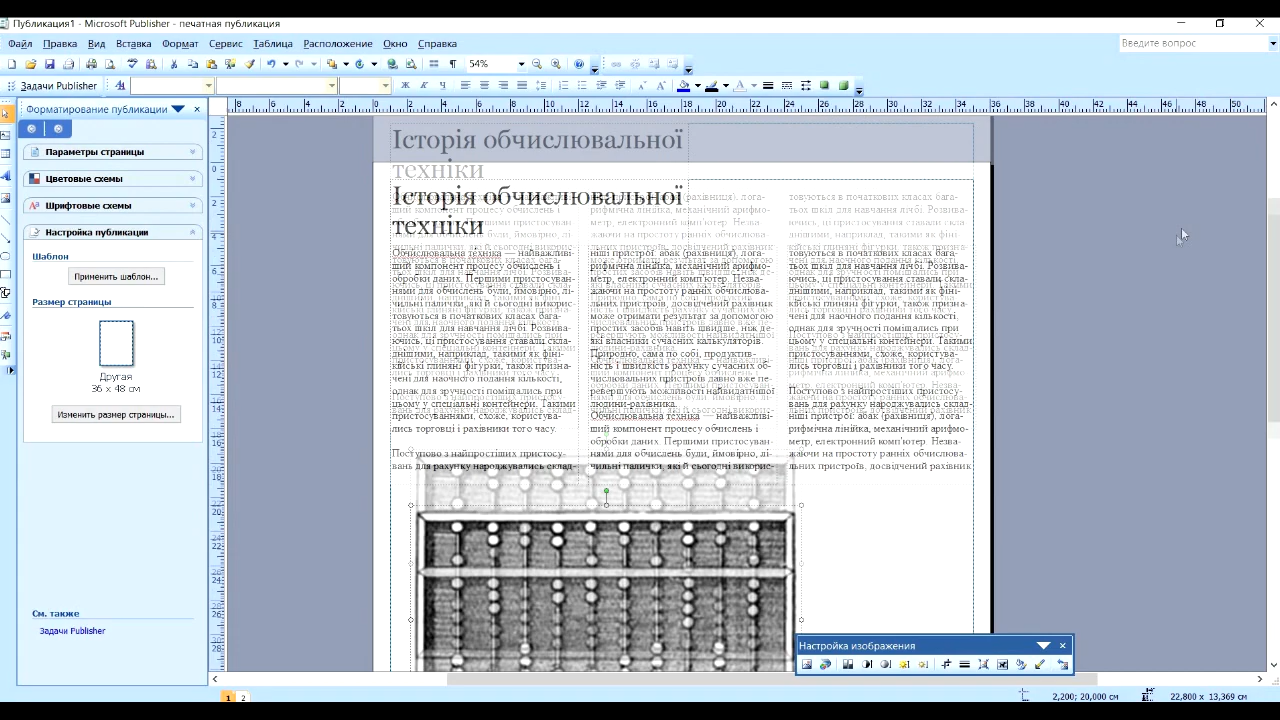 Публикация1 - Microsoft Publisher - печатная публикация
Файл Правка Вид Вставка Формат Сервис Таблица Расположение Окно Справка
Введите вопрос
54%
Задачи Publisher
Форматирование публикации
Параметры страницы
Цветовые схемы
Шрифтовые схемы
Настройка публикации
Шаблон
Применить шаблон...
Размер страницы
Другая
36 x 48 см
Изменить размер страницы...
См. также
Задачи Publisher
Історія обчислювальної
техніки
Історія обчислювальної
техніки
Обчислювальна техніка — найважливі-
ший компонент процесу обчислень і
обробки даних. Першими пристосуван-
нями для обчислень були, ймовірно, лі-
чильні палички, які й сьогодні викорис-
товуються в початкових класах бага-
тьох шкіл для навчання лічбі. Розвива-
ючись, ці пристосування ставали скла-
днішими, наприклад, такими як фіні-
кійські глиняні фігурки, також призна-
чені для наочного подання кількості,
однак для зручності помішались при
цьому у спеціальні контейнери. Такими
пристосуваннями, схоже, користува-
лись торговці і рахівники того часу.
Поступово з найпростіших пристосу-
вань для рахунку народжувались склад-
ніші пристрої: абак (рахівниця), лога-
рифмічна лінійка, механічний арифмо-
метр, електронний комп'ютер. Незва-
жаючи на простоту ранніх обчислюва-
льних пристроїв, досвідчений рахівник
може отримати результат за допомогою
простих засобів навіть швидше, ніж де-
які власники сучасних калькуляторів.
Природно, сама по собі, продуктив-
ність і швидкість рахунку сучасних об-
числювальних пристроїв давно вже пе-
ревершують можливості найвидатнішої
людини-рахівника.
Обчислювальна техніка — найважливі-
ший компонент процесу обчислень і
обробки даних. Першими пристосуван-
нями для обчислень були, ймовірно, лі-
чильні палички, які й сьогодні викорис-
товуються в початкових класах бага-
тьох шкіл для навчання лічбі. Розвива-
ючись, ці пристосування ставали скла-
днішими, наприклад, такими як фіні-
кійські глиняні фігурки, також призна-
чені для наочного подання кількості,
однак для зручності помішались при
цьому у спеціальні контейнери. Такими
пристосуваннями, схоже, користува-
лись торговці і рахівники того часу.
Поступово з найпростіших пристосу-
вань для рахунку народжувались склад-
ніші пристрої: абак (рахівниця), лога-
рифмічна лінійка, механічний арифмо-
метр, електронний комп'ютер. Незва-
жаючи на простоту ранніх обчислюва-
льних пристроїв, досвідчений рахівник
Настройка изображения
1 2
2,200; 20,000 см
22,800 x 13,369 см